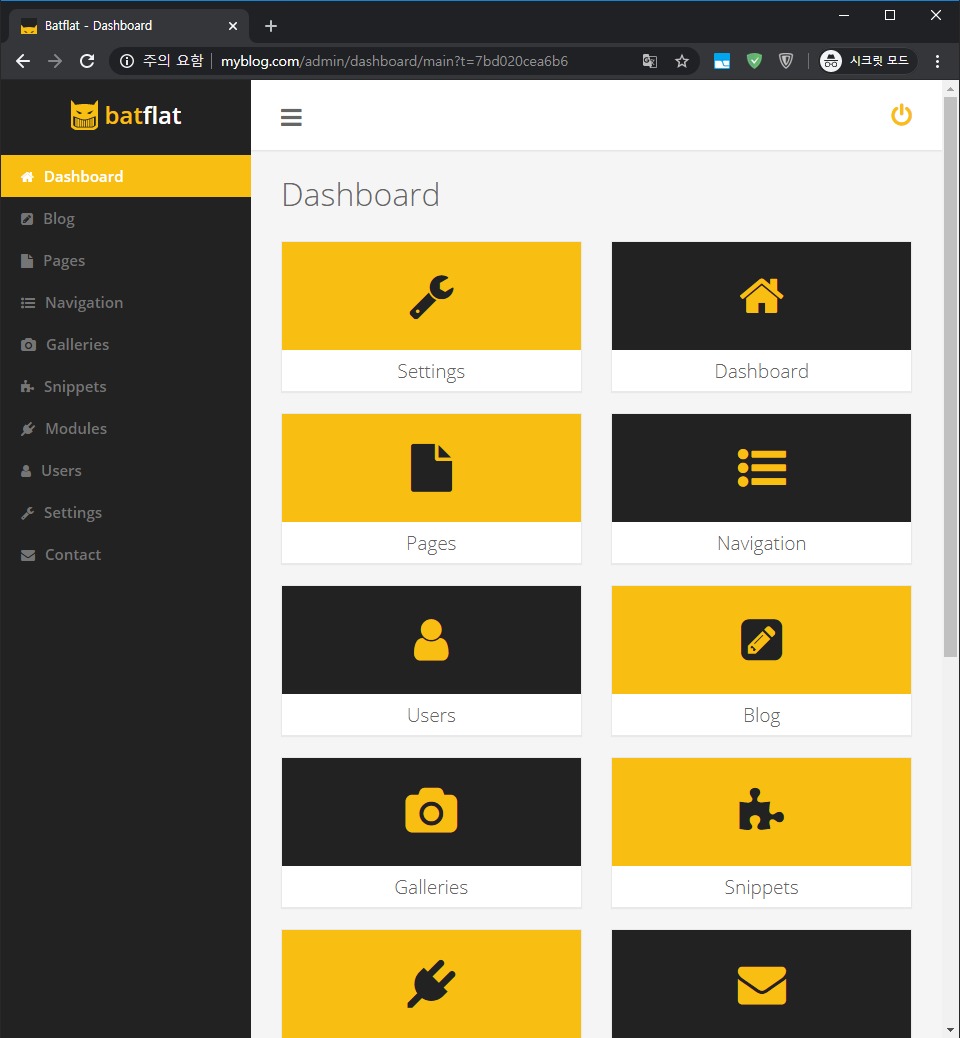 Batflat - Dashboard
주의 요함
myblog.com/admin/dashboard/main?t=7bd020cea6b6
시크릿 모드
batflat
Dashboard
Blog
Pages
Navigation
Galleries
Snippets
Modules
Users
Settings
Contact
Dashboard
Settings
Dashboard
Pages
Navigation
Users
Blog
Galleries
Snippets